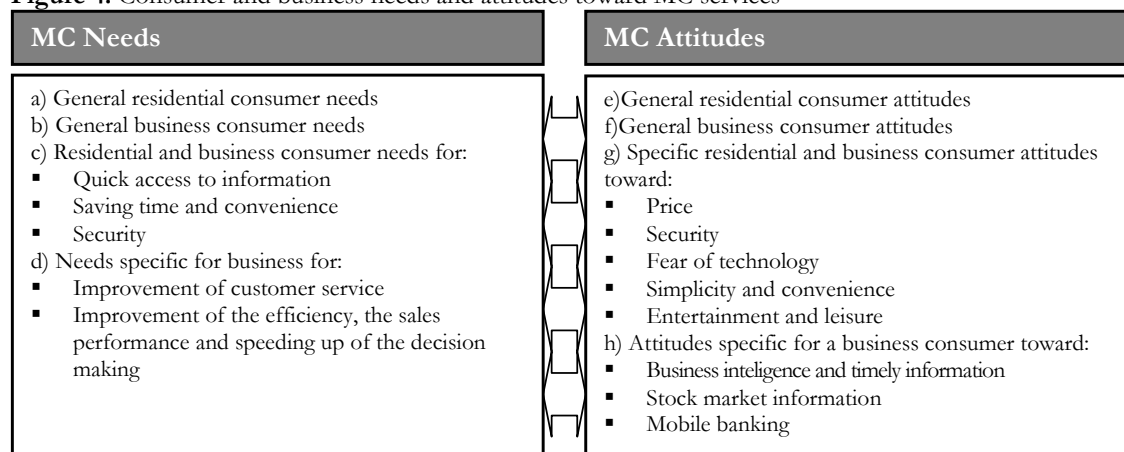 Figure 4. Consumer and business needs and attitudes toward MC services
MC Needs
a) General residential consumer needs
b) General business consumer needs
c) Residential and business consumer needs for:
▪ Quick access to information
▪ Saving time and convenience
▪ Security
d) Needs specific for business for:
▪ Improvement of customer service
▪ Improvement of the efficiency, the sales
performance and speeding up of the decision
making
MC Attitudes
e)General residential consumer attitudes
f)General business consumer attitudes
g) Specific residential and business consumer attitudes
toward:
▪ Price
▪ Security
▪ Fear of technology
▪ Simplicity and convenience
▪ Entertainment and leisure
h) Attitudes specific for a business consumer toward:
▪ Business inteligence and timely information
▪ Stock market information
▪ Mobile banking